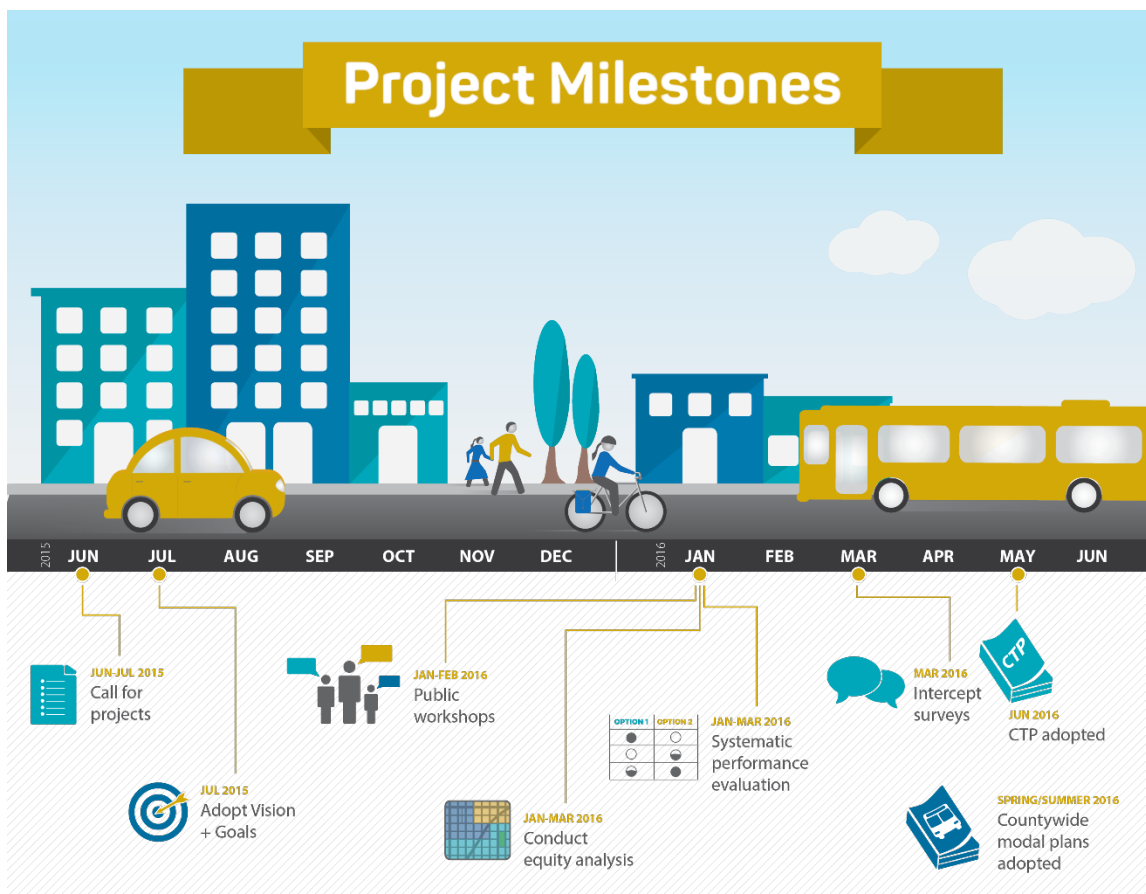 Project Milestones
2015 JUN JUL AUG SEP OCT NOV DEC 2016 JAN FEB MAR APR MAY JUN
JUN-JUL 2015
Call for
projects
JUL 2015
Adopt Vision
+ Goals
JAN-FEB 2016
Public
workshops
JAN-MAR 2016
Conduct
equity analysis
OPTION 1 OPTION 2
JAN-MAR 2016
Systematic
performance
evaluation
MAR 2016
Intercept
surveys
CTP
JUN 2016
CTP adopted
SPRING/SUMMER 2016
Countywide
modal plans
adopted